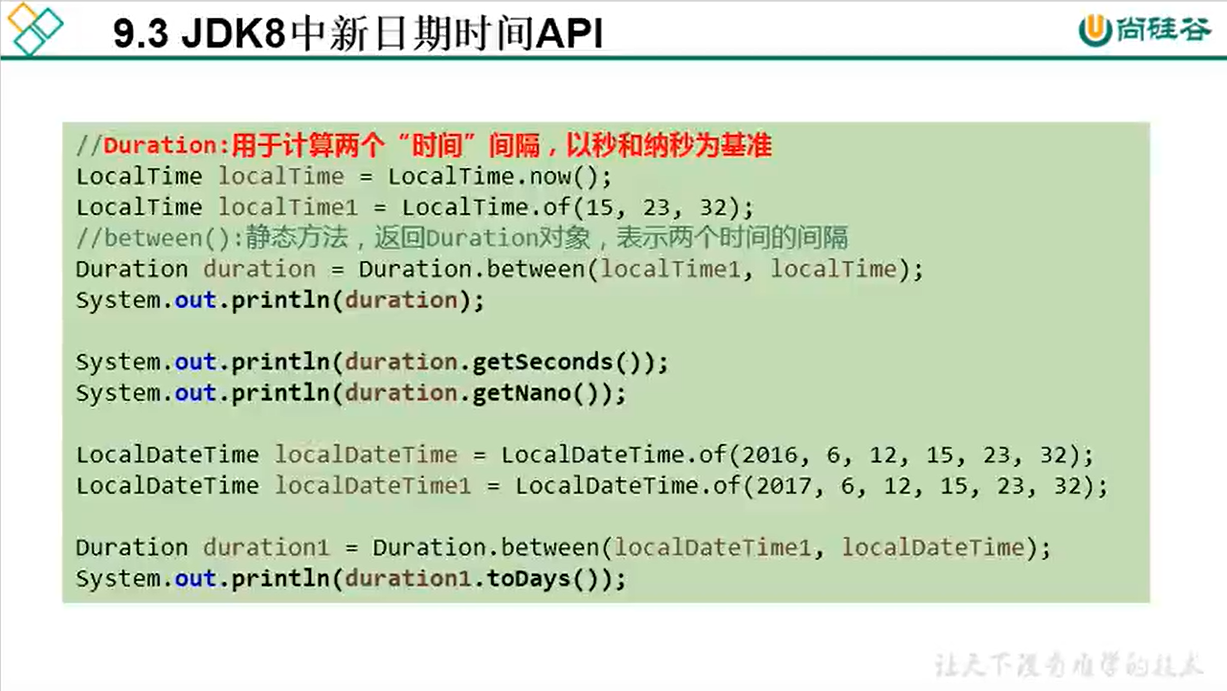 9.3 JDK8中新日期时间API
尚硅谷
//Duration:用于计算两个“时间”间隔，以秒和纳秒为基准
LocalTime localTime = LocalTime.now();
LocalTime localTime1 = LocalTime.of(15, 23, 32);
//between():静态方法，返回Duration对象，表示两个时间的间隔
Duration duration = Duration.between(localTime1, localTime);
System.out.println(duration);
System.out.println(duration.getSeconds());
System.out.println(duration.getNano());
LocalDateTime localDateTime = LocalDateTime.of(2016, 6, 12, 15, 23, 32);
LocalDateTime localDateTime1 = LocalDateTime.of(2017, 6, 12, 15, 23, 32);
Duration duration1 = Duration.between(localDateTime1, localDateTime);
System.out.println(duration1.toDays());
让天下没有难学的技术